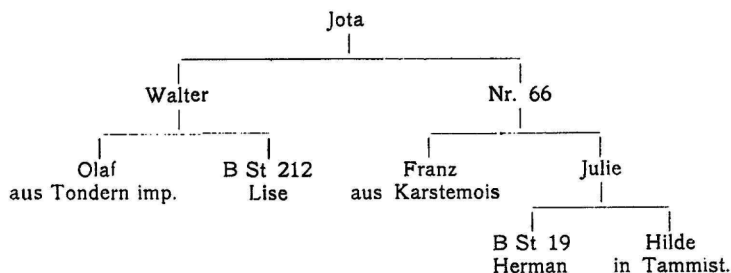 Jota
Walter Nr. 66
Olaf B St 212 Franz Julie
aus Tondern imp. Lise aus Karstemois
B St 19 Hilde
Herman in Tammist.